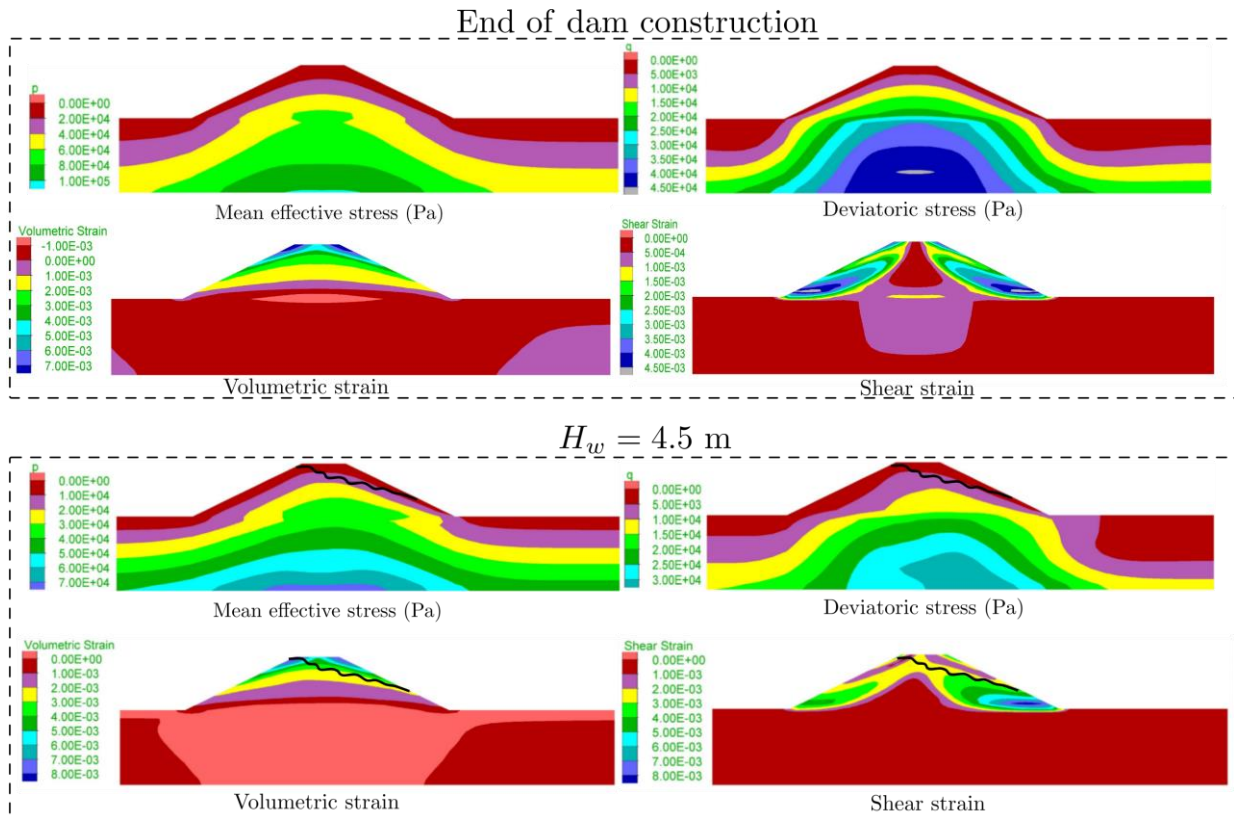 End of dam construction
p
0.00E+00
2.00E+04
4.00E+04
6.00E+04
8.00E+04
1.00E+05
Mean effective stress (Pa)
q
0.00E+00
5.00E+03
1.00E+04
1.50E+04
2.00E+04
2.50E+04
3.00E+04
3.50E+04
4.00E+04
4.50E+04
Deviatoric stress (Pa)
Volumetric Strain
-1.00E-03
0.00E+00
1.00E-03
2.00E-03
3.00E-03
4.00E-03
5.00E-03
6.00E-03
7.00E-03
Volumetric strain
Shear Strain
0.00E+00
5.00E-04
1.00E-03
1.50E-03
2.00E-03
2.50E-03
3.00E-03
3.50E-03
4.00E-03
4.50E-03
Shear strain
H_w = 4.5 m
p
0.00E+00
1.00E+04
2.00E+04
3.00E+04
4.00E+04
5.00E+04
6.00E+04
7.00E+04
Mean effective stress (Pa)
q
0.00E+00
5.00E+03
1.00E+04
1.50E+04
2.00E+04
2.50E+04
3.00E+04
Deviatoric stress (Pa)
Volumetric Strain
0.00E+00
1.00E-03
2.00E-03
3.00E-03
4.00E-03
5.00E-03
6.00E-03
7.00E-03
8.00E-03
Volumetric strain
Shear Strain
0.00E+00
1.00E-03
2.00E-03
3.00E-03
4.00E-03
5.00E-03
6.00E-03
7.00E-03
8.00E-03
Shear strain